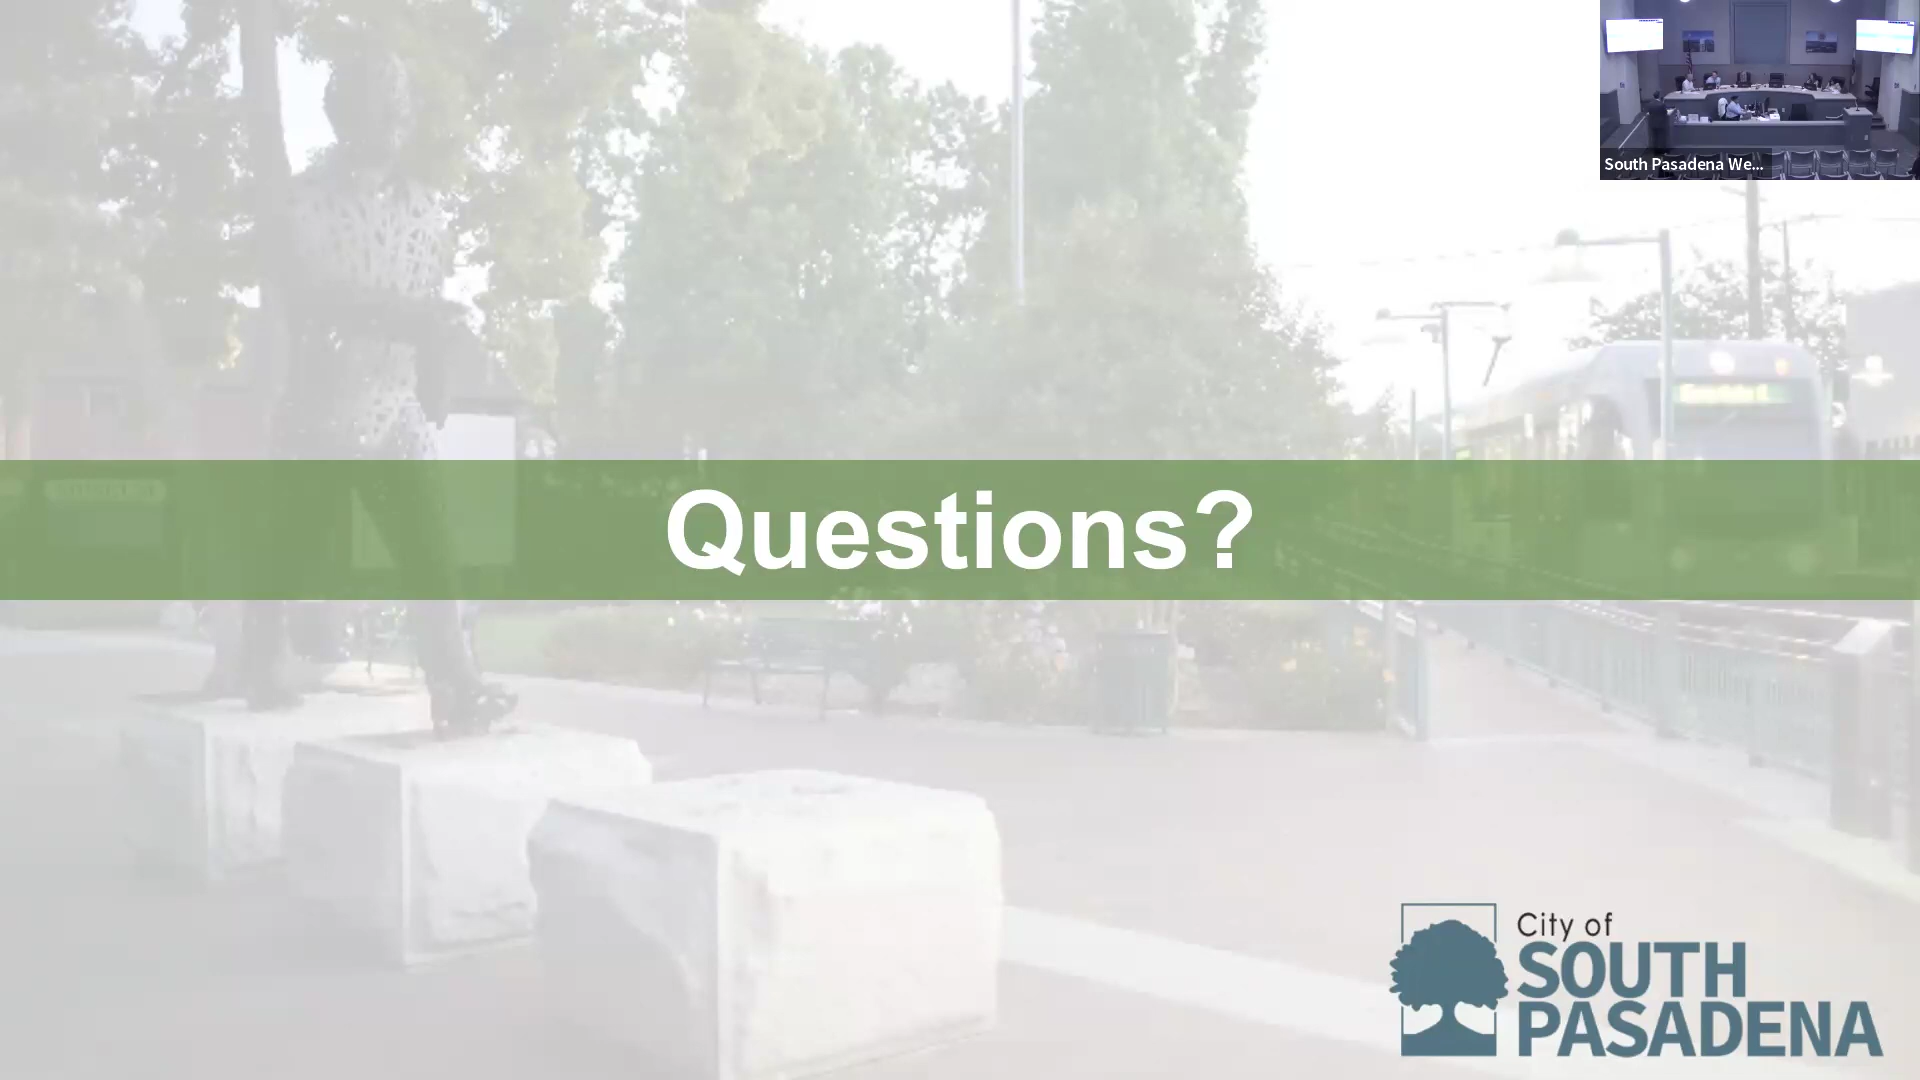 South Pasadena We...
Questions?
City of
SOUTH
PASADENA